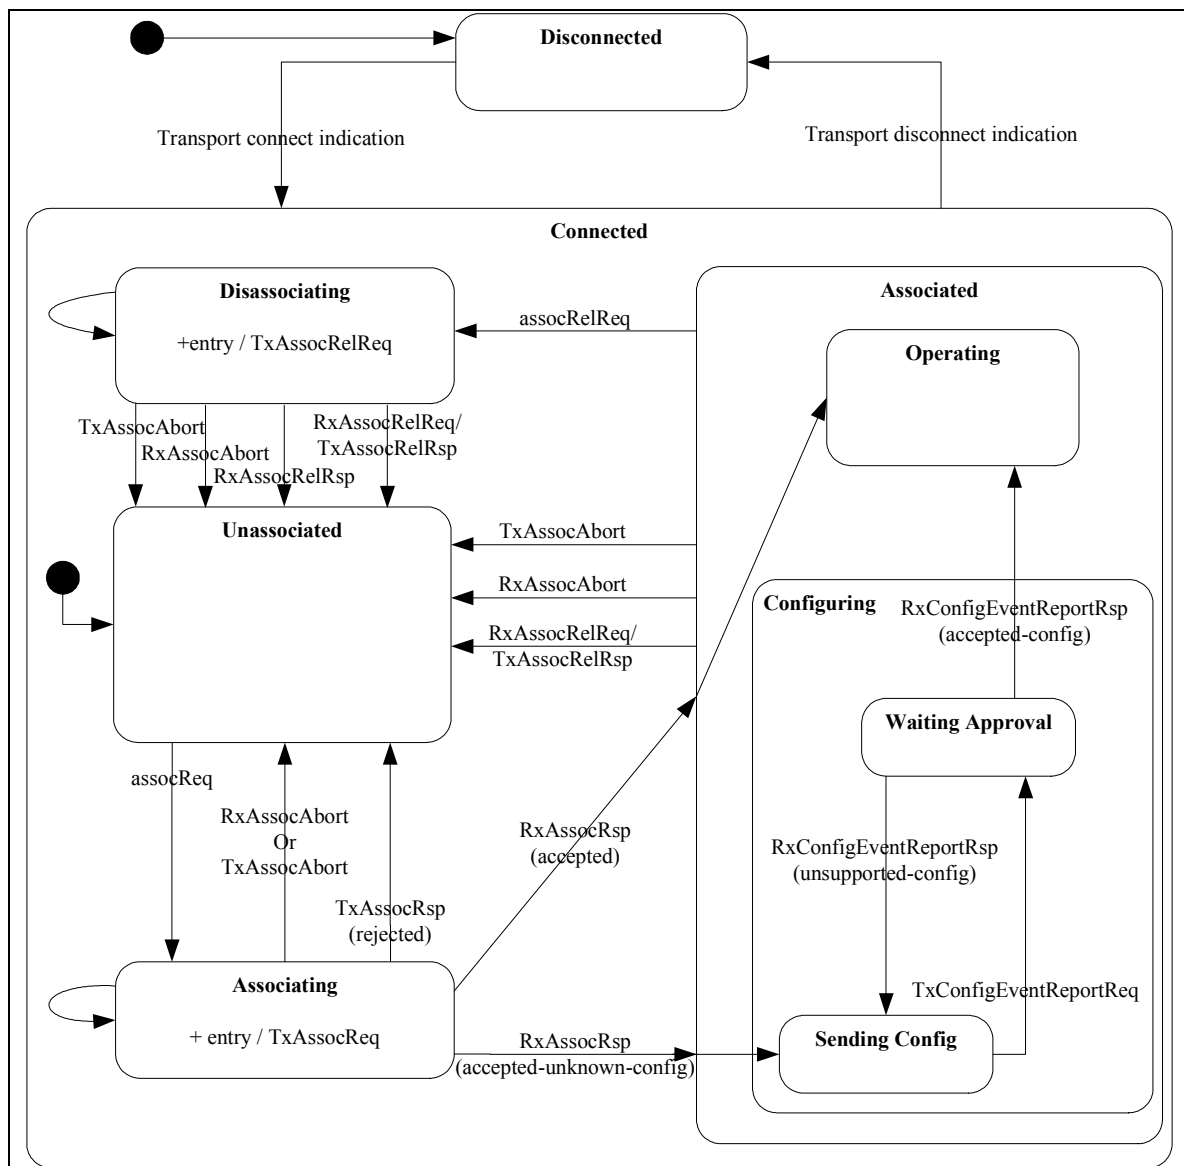 Disconnected
Transport connect indication
Transport disconnect indication
Connected
Disassociating
+entry / TxAssocRelReq
assocRelReq
Associated
Operating
TxAssocAbort
RxAssocAbort
RxAssocRelRsp
RxAssocRelReq/
TxAssocRelRsp
Unassociated
TxAssocAbort
RxAssocAbort
RxAssocRelReq/
TxAssocRelRsp
Configuring
RxConfigEventReportRsp
(accepted-config)
Waiting Approval
assocReq
RxAssocAbort
Or
TxAssocAbort
TxAssocRsp
(rejected)
RxAssocRsp
(accepted)
RxConfigEventReportRsp
(unsupported-config)
TxConfigEventReportReq
Associating
+ entry / TxAssocReq
RxAssocRsp
(accepted-unknown-config)
Sending Config